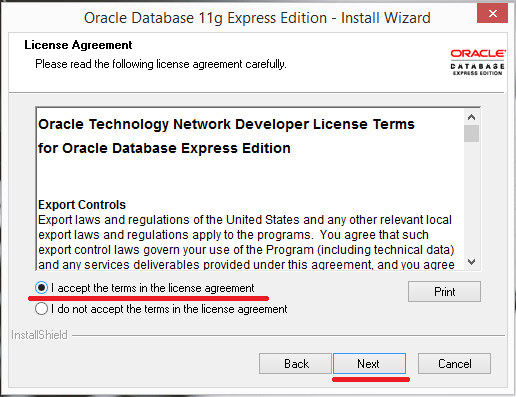 Oracle Database 11g Express Edition - Install Wizard
License Agreement
Please read the following license agreement carefully.
ORACLE
DATABASE
EXPRESS EDITION
Oracle Technology Network Developer License Terms
for Oracle Database Express Edition
Export Controls
Export laws and regulations of the United States and any other relevant local
export laws and regulations apply to the programs. You agree that such
export control laws govern your use of the Program (including technical data)
and any services deliverables provided under this agreement, and you agree
I accept the terms in the license agreement
Print
I do not accept the terms in the license agreement
InstallShield
Back
Next
Cancel